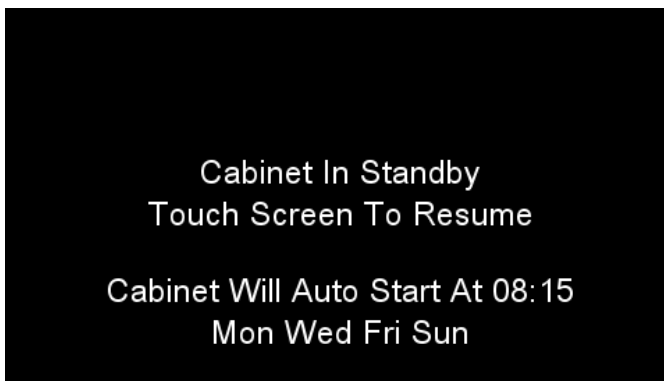 Cabinet In Standby
Touch Screen To Resume
Cabinet Will Auto Start At 08:15
Mon Wed Fri Sun